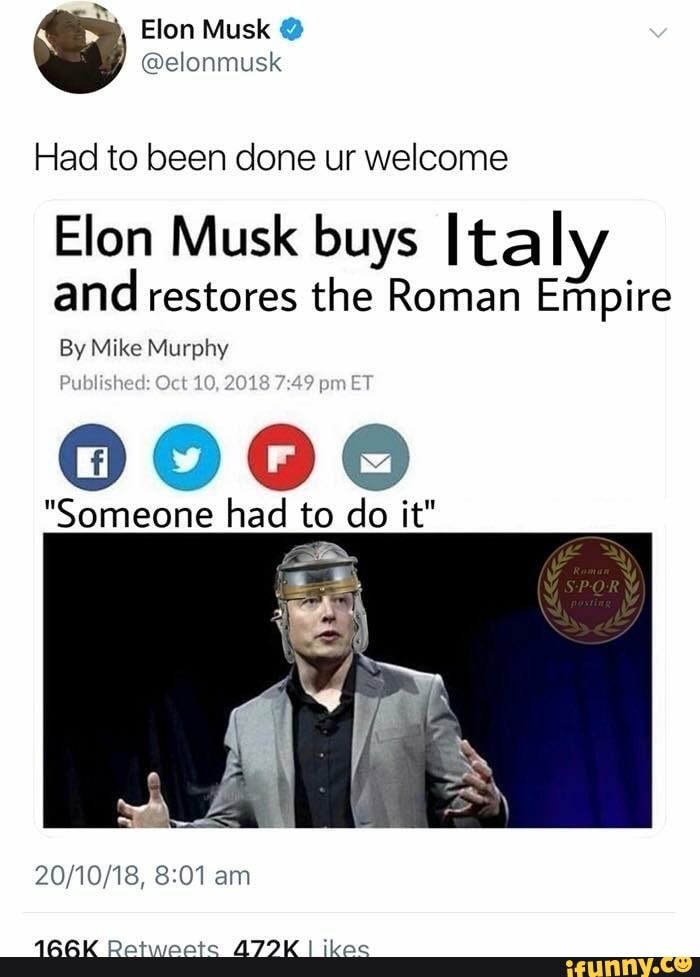 Elon Musk
@elonmusk
Had to been done ur welcome
Elon Musk buys Italy
and restores the Roman Empire
By Mike Murphy
Published: Oct 10, 2018 7:49 pm ET
"Someone had to do it"
Roman
S·P·Q·R
posting
20/10/18, 8:01 am
166K Retweets 472K Likes
ifunny.co